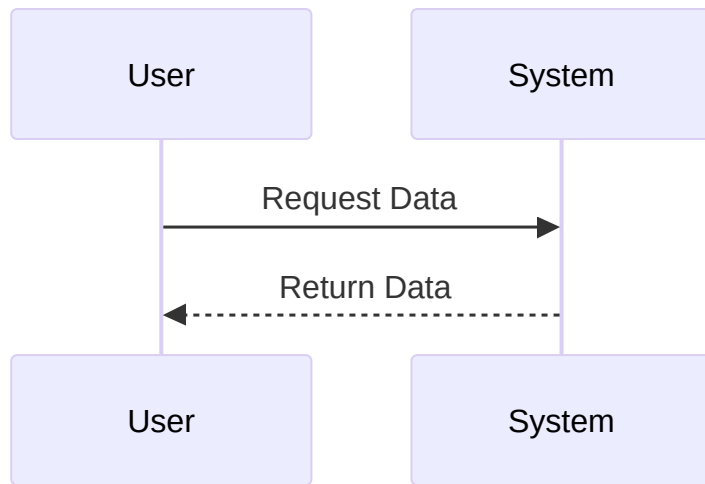 User
System
Request Data
Return Data
User
System